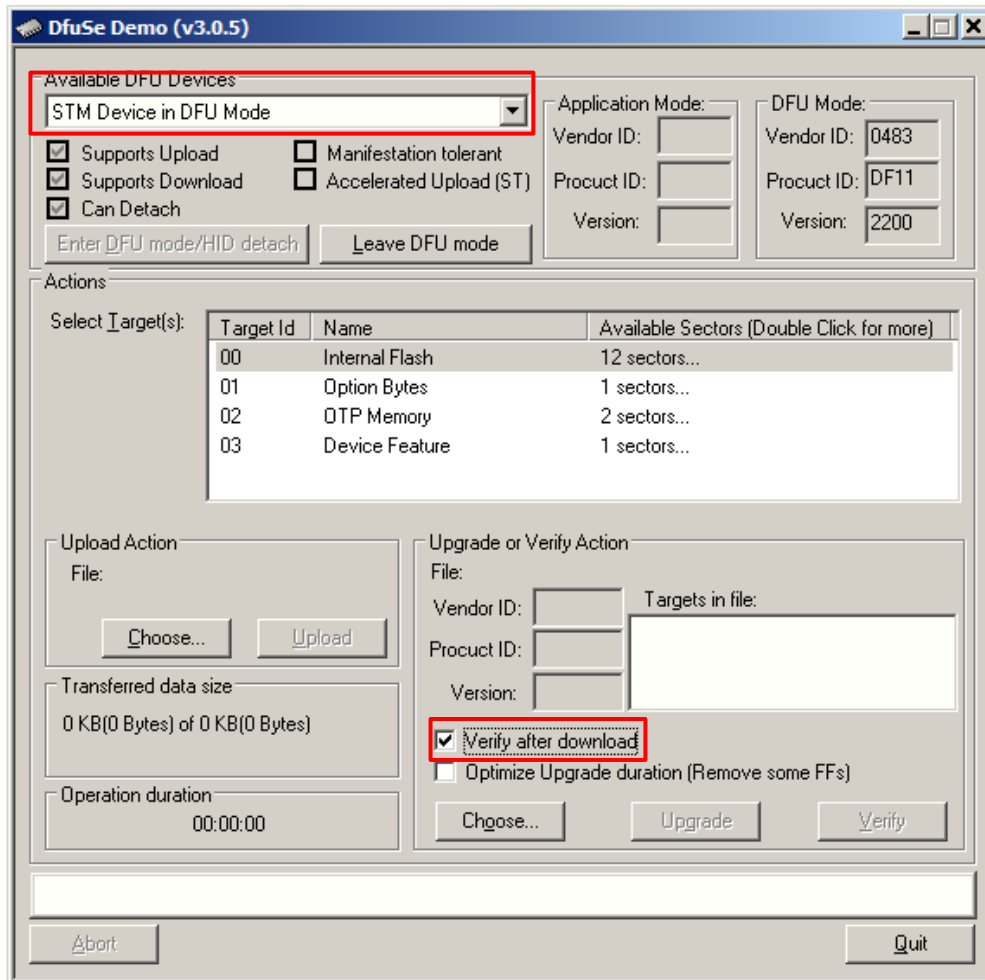 DfuSe Demo (v3.0.5)
Available DFU Devices
STM Device in DFU Mode
Supports Upload
Manifestation tolerant
Supports Download
Accelerated Upload (ST)
Can Detach
Enter DFU mode/HID detach
Leave DFU mode
Application Mode:
Vendor ID:
Procuct ID:
Version:
DFU Mode:
Vendor ID: 0483
Procuct ID: DF11
Version: 2200
Actions
Select Target(s):
Target Id Name Available Sectors (Double Click for more)
00 Internal Flash 12 sectors...
01 Option Bytes 1 sectors...
02 OTP Memory 2 sectors...
03 Device Feature 1 sectors...
Upload Action
File:
Choose... Upload
Transferred data size
0 KB(0 Bytes) of 0 KB(0 Bytes)
Operation duration
00:00:00
Upgrade or Verify Action
File:
Vendor ID:
Procuct ID:
Version:
Targets in file:
Verify after download
Optimize Upgrade duration (Remove some FFs)
Choose... Upgrade Verify
Abort Quit